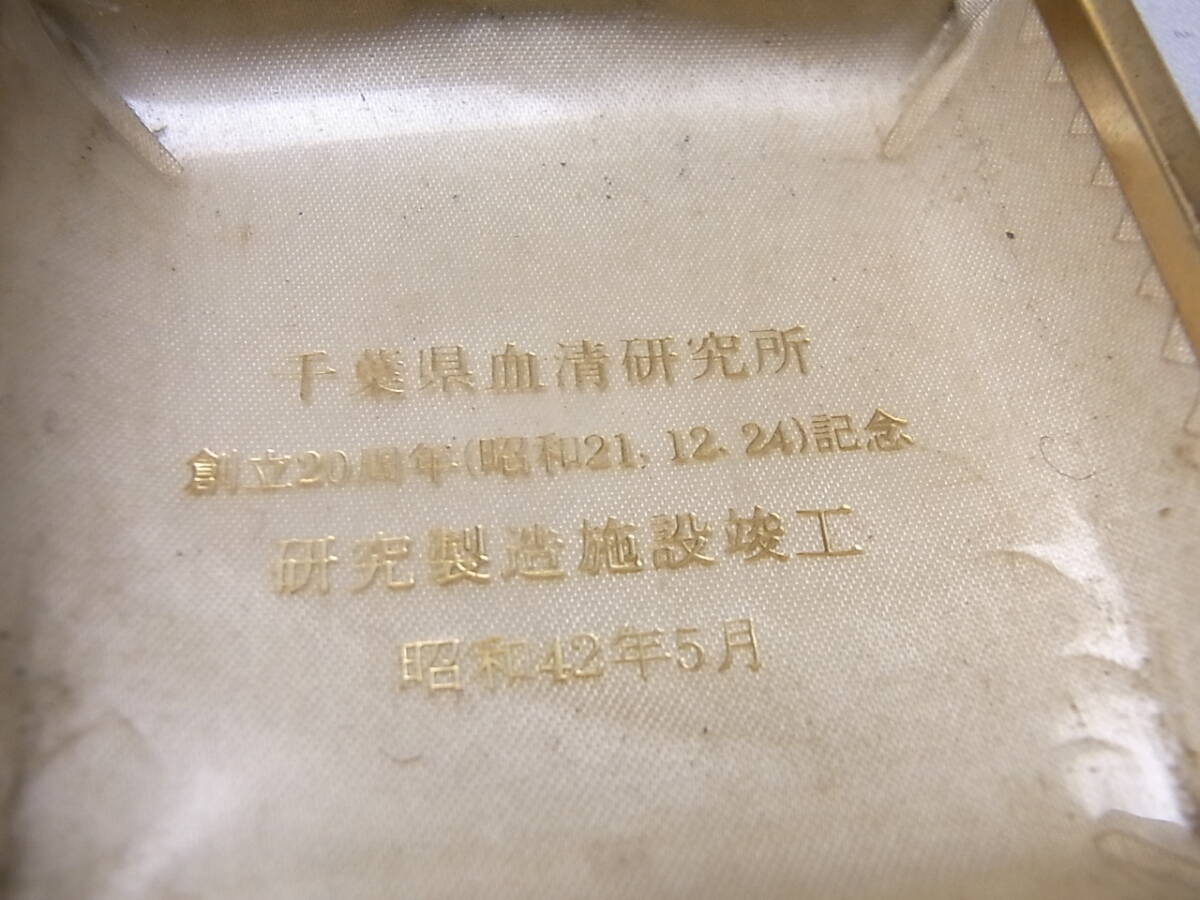 千葉県血清研究所
創立20周年(昭和21.12.24)記念
研究製造施設竣工
昭和42年5月